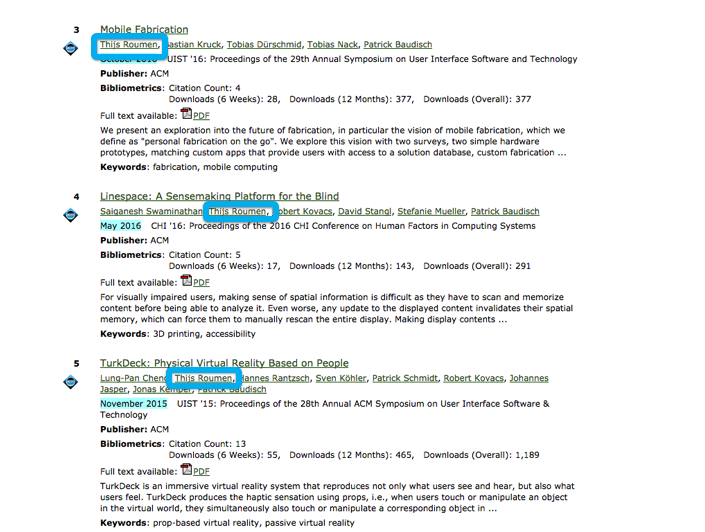 3 Mobile Fabrication
Thijs Roumen, Bastian Kruck, Tobias Dürschmid, Tobias Nack, Patrick Baudisch
October 2016 UIST '16: Proceedings of the 29th Annual Symposium on User Interface Software and Technology
Publisher: ACM
Bibliometrics: Citation Count: 4
Downloads (6 Weeks): 28, Downloads (12 Months): 377, Downloads (Overall): 377
Full text available: PDF
We present an exploration into the future of fabrication, in particular the vision of mobile fabrication, which we
define as "personal fabrication on the go". We explore this vision with two surveys, two simple hardware
prototypes, matching custom apps that provide users with access to a solution database, custom fabrication ...
Keywords: fabrication, mobile computing
4 Linespace: A Sensemaking Platform for the Blind
Saiganesh Swaminathan, Thijs Roumen, Robert Kovacs, David Stangl, Stefanie Mueller, Patrick Baudisch
May 2016 CHI '16: Proceedings of the 2016 CHI Conference on Human Factors in Computing Systems
Publisher: ACM
Bibliometrics: Citation Count: 5
Downloads (6 Weeks): 17, Downloads (12 Months): 143, Downloads (Overall): 291
Full text available: PDF
For visually impaired users, making sense of spatial information is difficult as they have to scan and memorize
content before being able to analyze it. Even worse, any update to the displayed content invalidates their spatial
memory, which can force them to manually rescan the entire display. Making display contents ...
Keywords: 3D printing, accessibility
5 TurkDeck: Physical Virtual Reality Based on People
Lung-Pan Cheng, Thijs Roumen, Hannes Rantzsch, Sven Köhler, Patrick Schmidt, Robert Kovacs, Johannes
Jasper, Jonas Kemper, Patrick Baudisch
November 2015 UIST '15: Proceedings of the 28th Annual ACM Symposium on User Interface Software &
Technology
Publisher: ACM
Bibliometrics: Citation Count: 13
Downloads (6 Weeks): 55, Downloads (12 Months): 465, Downloads (Overall): 1,189
Full text available: PDF
TurkDeck is an immersive virtual reality system that reproduces not only what users see and hear, but also what
users feel. TurkDeck produces the haptic sensation using props, i.e., when users touch or manipulate an object
in the virtual world, they simultaneously also touch or manipulate a corresponding object in ...
Keywords: prop-based virtual reality, passive virtual reality